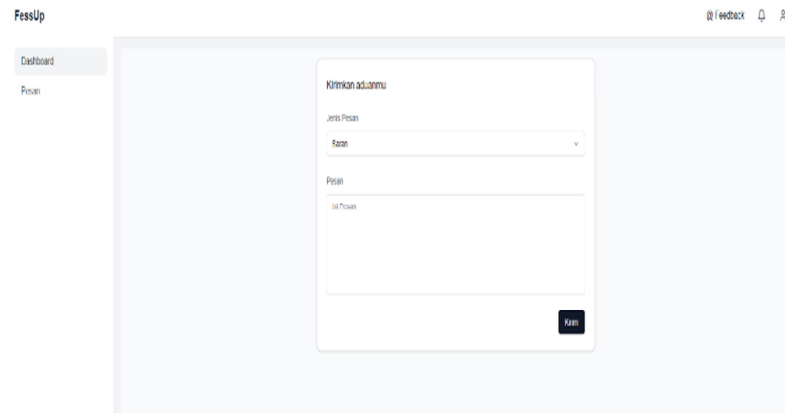 FessUp
@ Feedback
Dashboard
Pesan
Kirimkan aduanmu
Jenis Pesan
Saran
Pesan
Isi Pesan
Kirim